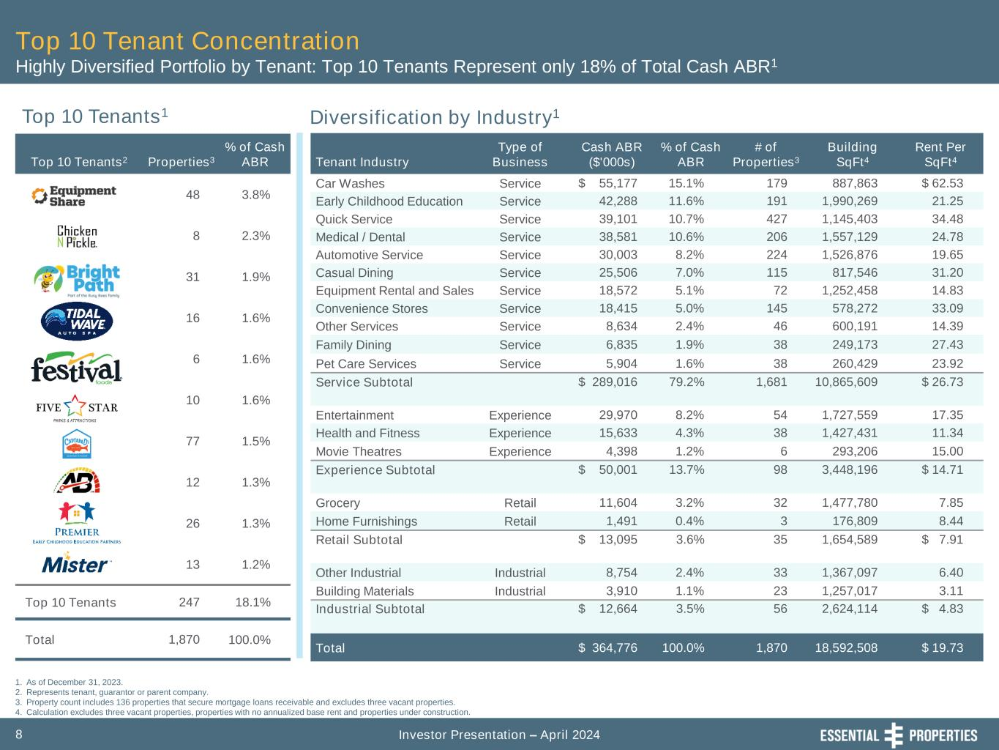 Top 10 Tenant Concentration
Highly Diversified Portfolio by Tenant: Top 10 Tenants Represent only 18% of Total Cash ABR1
Top 10 Tenants1
Top 10 Tenants2 Properties3 % of Cash ABR
Equipment Share 48 3.8%
Chicken N Pickle. 8 2.3%
Bright Path Part of the Busy Bees family 31 1.9%
TIDAL WAVE AUTO SPA 16 1.6%
festival foods 6 1.6%
FIVE STAR PARKS & ATTRACTIONS 10 1.6%
CAPTAIN D'S 77 1.5%
AB 12 1.3%
PREMIER EARLY CHILDHOOD EDUCATION PARTNERS 26 1.3%
Mister 13 1.2%
Top 10 Tenants 247 18.1%
Total 1,870 100.0%
Diversification by Industry1
Tenant Industry Type of Business Cash ABR ($'000s) % of Cash ABR # of Properties3 Building SqFt4 Rent Per SqFt4
Car Washes Service $ 55,177 15.1% 179 887,863 $ 62.53
Early Childhood Education Service 42,288 11.6% 191 1,990,269 21.25
Quick Service Service 39,101 10.7% 427 1,145,403 34.48
Medical / Dental Service 38,581 10.6% 206 1,557,129 24.78
Automotive Service Service 30,003 8.2% 224 1,526,876 19.65
Casual Dining Service 25,506 7.0% 115 817,546 31.20
Equipment Rental and Sales Service 18,572 5.1% 72 1,252,458 14.83
Convenience Stores Service 18,415 5.0% 145 578,272 33.09
Other Services Service 8,634 2.4% 46 600,191 14.39
Family Dining Service 6,835 1.9% 38 249,173 27.43
Pet Care Services Service 5,904 1.6% 38 260,429 23.92
Service Subtotal $ 289,016 79.2% 1,681 10,865,609 $ 26.73
Entertainment Experience 29,970 8.2% 54 1,727,559 17.35
Health and Fitness Experience 15,633 4.3% 38 1,427,431 11.34
Movie Theatres Experience 4,398 1.2% 6 293,206 15.00
Experience Subtotal $ 50,001 13.7% 98 3,448,196 $ 14.71
Grocery Retail 11,604 3.2% 32 1,477,780 7.85
Home Furnishings Retail 1,491 0.4% 3 176,809 8.44
Retail Subtotal $ 13,095 3.6% 35 1,654,589 $ 7.91
Other Industrial Industrial 8,754 2.4% 33 1,367,097 6.40
Building Materials Industrial 3,910 1.1% 23 1,257,017 3.11
Industrial Subtotal $ 12,664 3.5% 56 2,624,114 $ 4.83
Total $ 364,776 100.0% 1,870 18,592,508 $ 19.73
1. As of December 31, 2023.
2. Represents tenant, guarantor or parent company.
3. Property count includes 136 properties that secure mortgage loans receivable and excludes three vacant properties.
4. Calculation excludes three vacant properties, properties with no annualized base rent and properties under construction.
8 Investor Presentation – April 2024 ESSENTIAL PROPERTIES